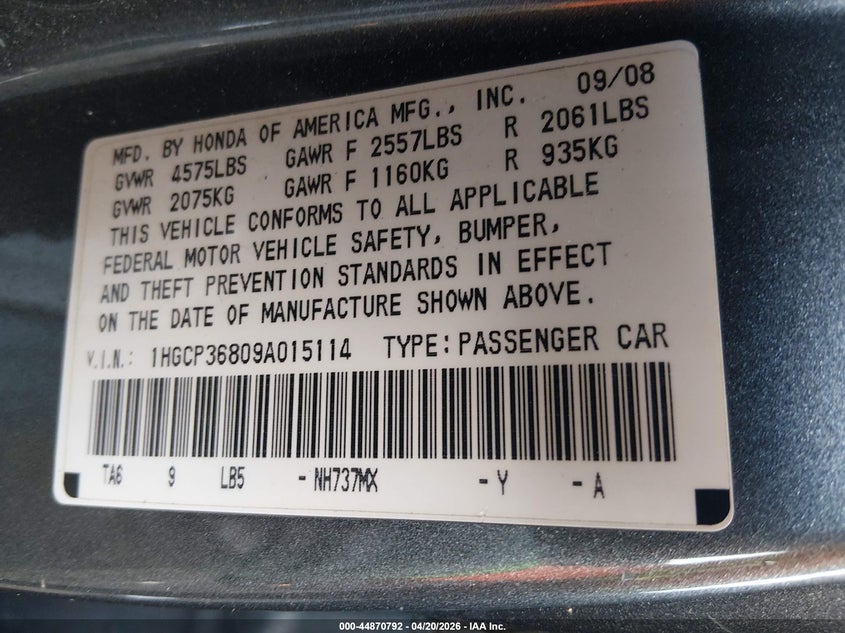 MFD. BY HONDA OF AMERICA MFG., INC. 09/08
GVWR 4575LBS GAWR F 2557LBS R 2061LBS
GVWR 2075KG GAWR F 1160KG R 935KG
THIS VEHICLE CONFORMS TO ALL APPLICABLE
FEDERAL MOTOR VEHICLE SAFETY, BUMPER,
AND THEFT PREVENTION STANDARDS IN EFFECT
ON THE DATE OF MANUFACTURE SHOWN ABOVE.
V.I.N.: 1HGCP36809A015114 TYPE: PASSENGER CAR
TA6 9 LB5 -NH737MX -Y -A
000-44870792 - 04/20/2026 - IAA Inc.